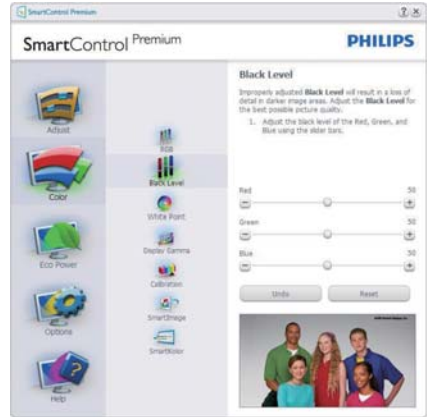 SmartControl Premium
SmartControl Premium
PHILIPS
Adjust
Color
Eco Power
Options
Help
RGB
Black Level
White Point
Display Gamma
Calibration
SmartImage
SmartKolor
Black Level
Improperly adjusted Black Level will result in a loss of
detail in darker image areas. Adjust the Black Level for
the best possible picture quality.
1. Adjust the black level of the Red, Green, and
Blue using the slider bars.
Red 50
Green 50
Blue 50
Undo
Reset